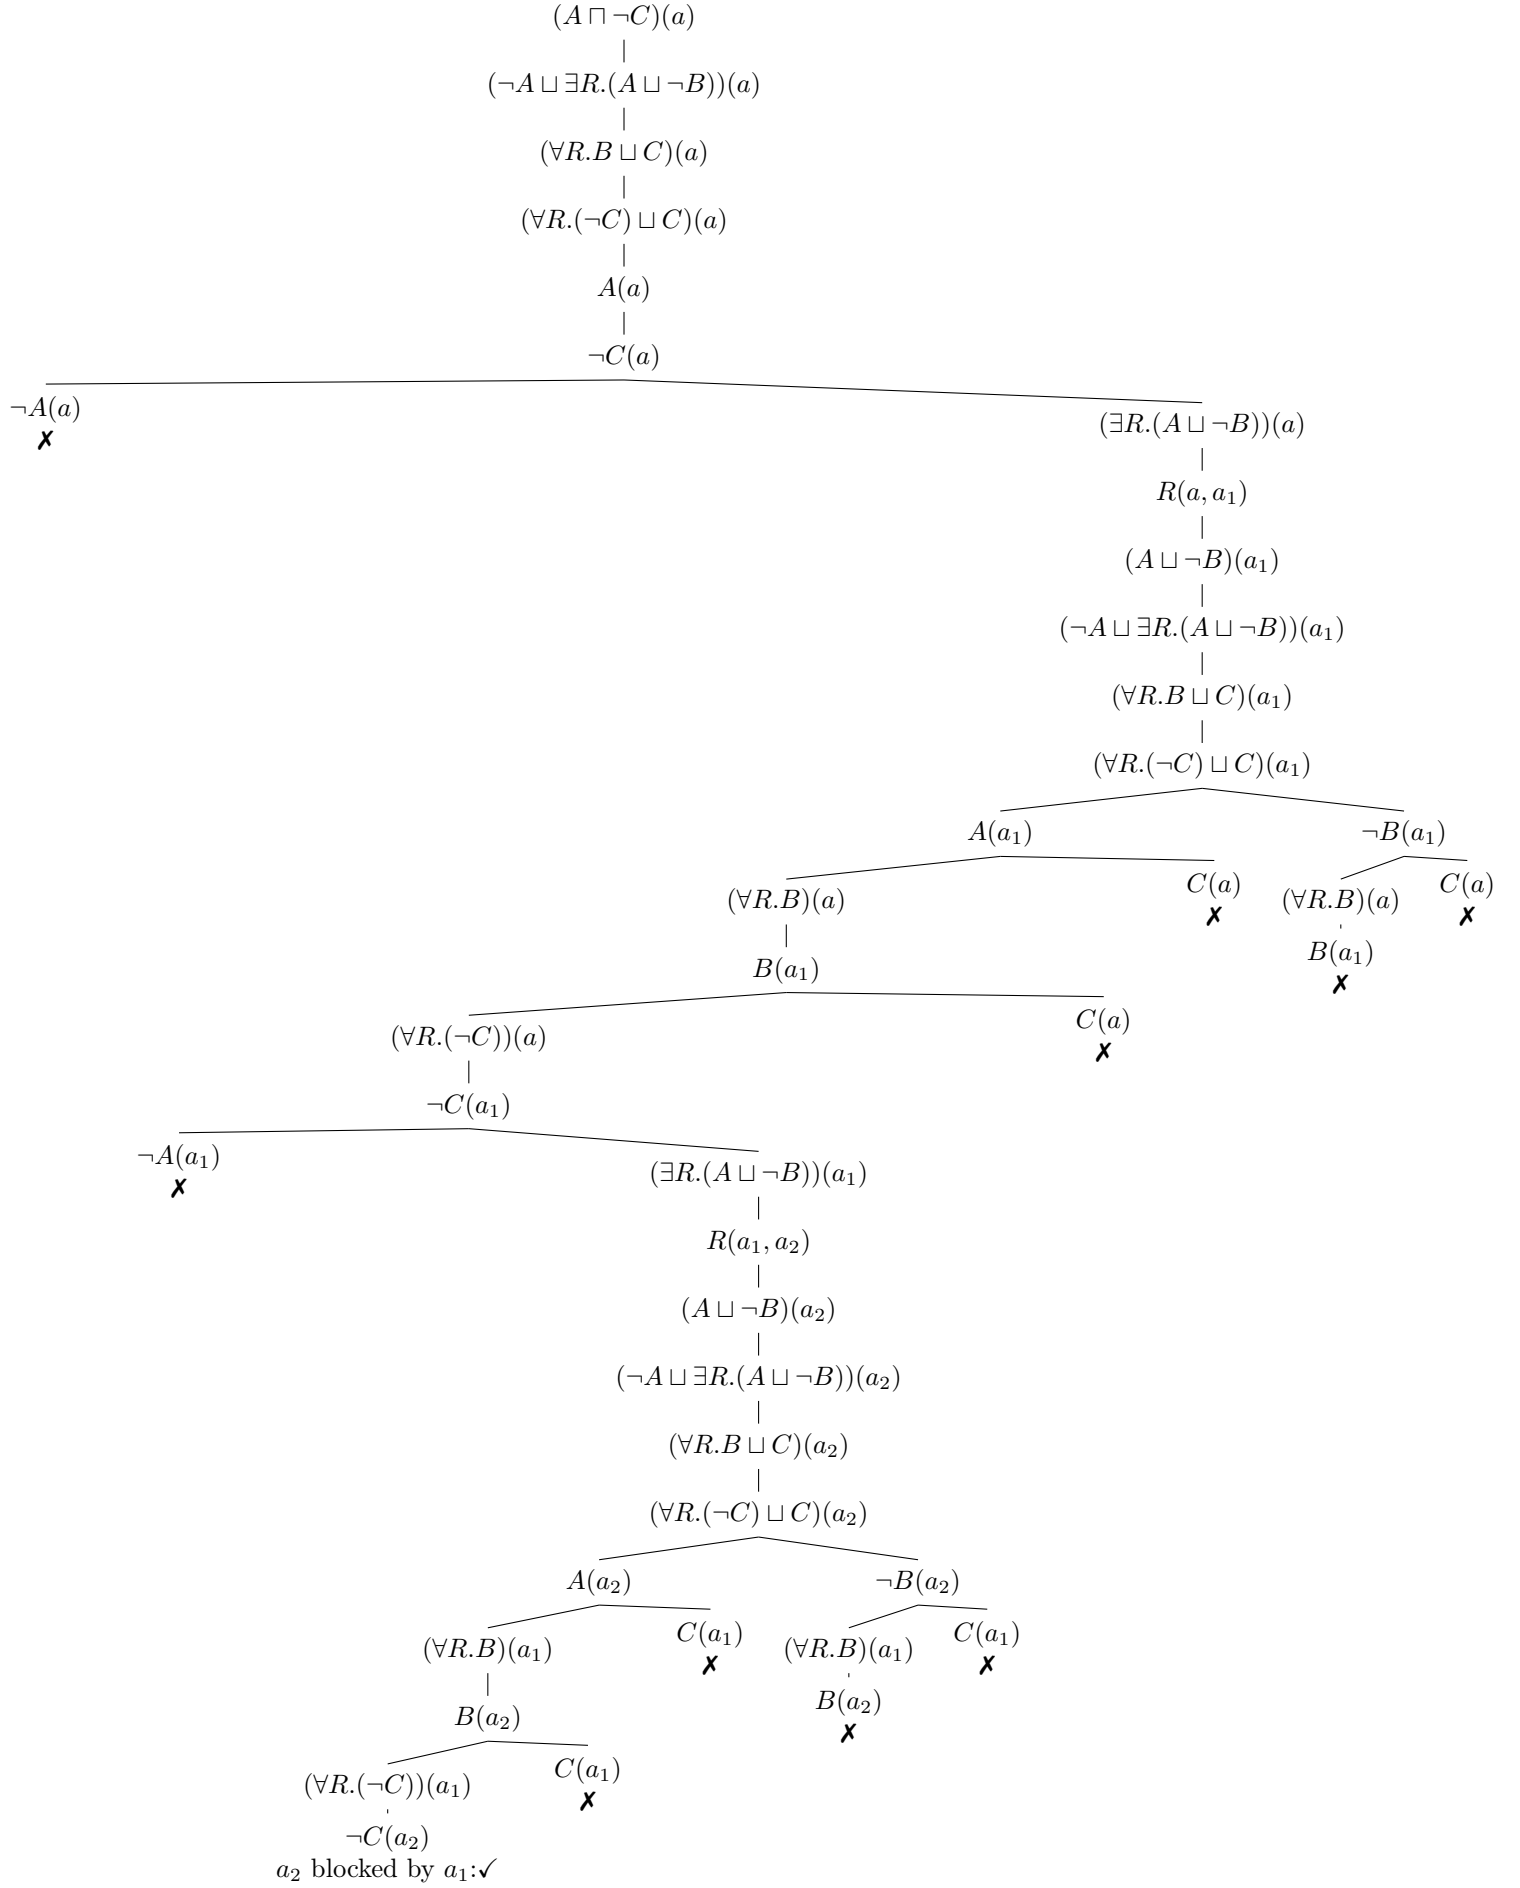 (A ⊓ ¬C)(a)
(¬A ⊔ ∃R.(A ⊔ ¬B))(a)
(∀R.B ⊔ C)(a)
(∀R.(¬C) ⊔ C)(a)
A(a)
¬C(a)
¬A(a)
✗
(∃R.(A ⊔ ¬B))(a)
R(a, a₁)
(A ⊔ ¬B)(a₁)
(¬A ⊔ ∃R.(A ⊔ ¬B))(a₁)
(∀R.B ⊔ C)(a₁)
(∀R.(¬C) ⊔ C)(a₁)
A(a₁) ¬B(a₁)
(∀R.B)(a) C(a) (∀R.B)(a) C(a)
✗ ✗
B(a₁)
✗
B(a₁)
(∀R.(¬C))(a) C(a)
✗
¬C(a₁)
¬A(a₁)
✗
(∃R.(A ⊔ ¬B))(a₁)
R(a₁, a₂)
(A ⊔ ¬B)(a₂)
(¬A ⊔ ∃R.(A ⊔ ¬B))(a₂)
(∀R.B ⊔ C)(a₂)
(∀R.(¬C) ⊔ C)(a₂)
A(a₂) ¬B(a₂)
(∀R.B)(a₁) C(a₁) (∀R.B)(a₁) C(a₁)
✗ ✗
B(a₂) B(a₂)
✗
(∀R.(¬C))(a₁) C(a₁)
✗
¬C(a₂)
a₂ blocked by a₁:✓